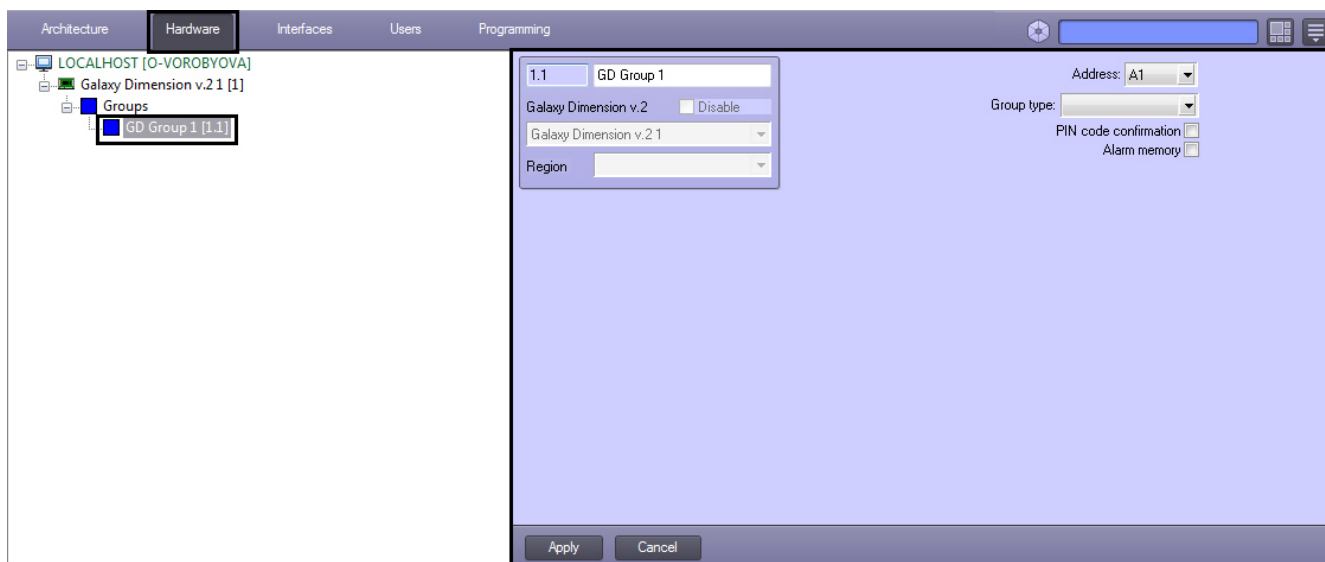 Architecture Hardware Interfaces Users Programming
LOCALHOST [O-VOROBYOVA]
Galaxy Dimension v.2 1 [1]
Groups
GD Group 1 [1.1]
1.1 GD Group 1
Galaxy Dimension v.2 Disable
Galaxy Dimension v.2 1
Region
Address: A1
Group type:
PIN code confirmation
Alarm memory
Apply Cancel